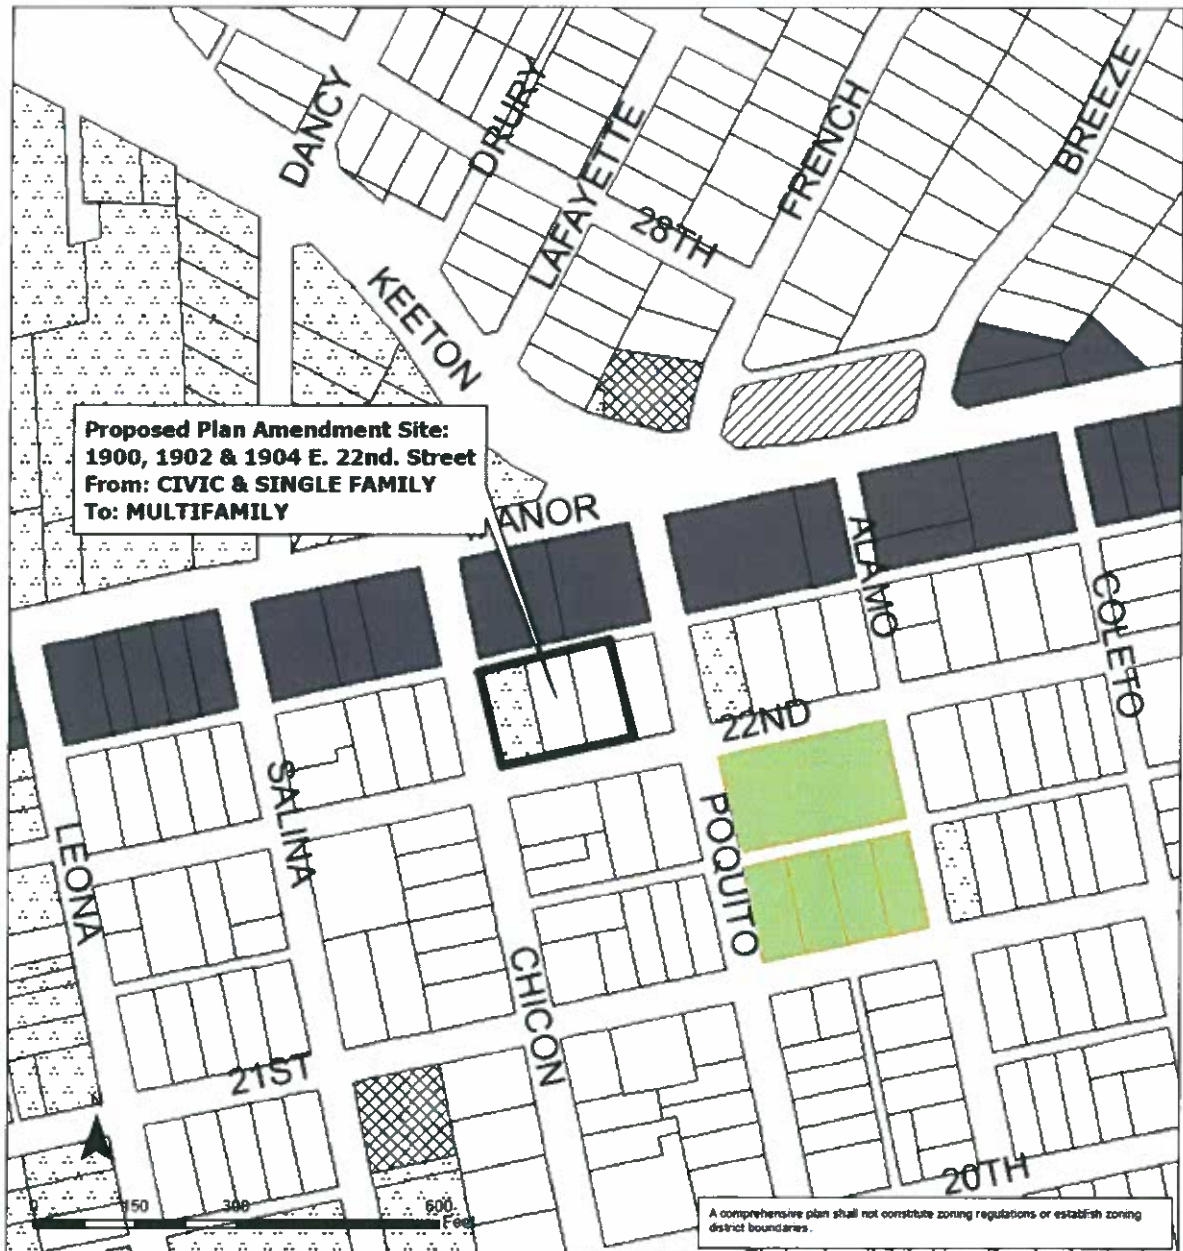 DANCY
DRURY
LAFAYETTE
FRENCH
BREEZE
28TH
KEETON
Proposed Plan Amendment Site:
1900, 1902 & 1904 E. 22nd. Street
From: CIVIC & SINGLE FAMILY
To: MULTIFAMILY
ANOR
ALAMO
COLETO
22ND
SALINA
LEONA
POQUITO
CHICON
21ST
20TH
N
0 150 300 600
Feet
A comprehensive plan shall not constitute zoning regulations or establish zoning
district boundaries.